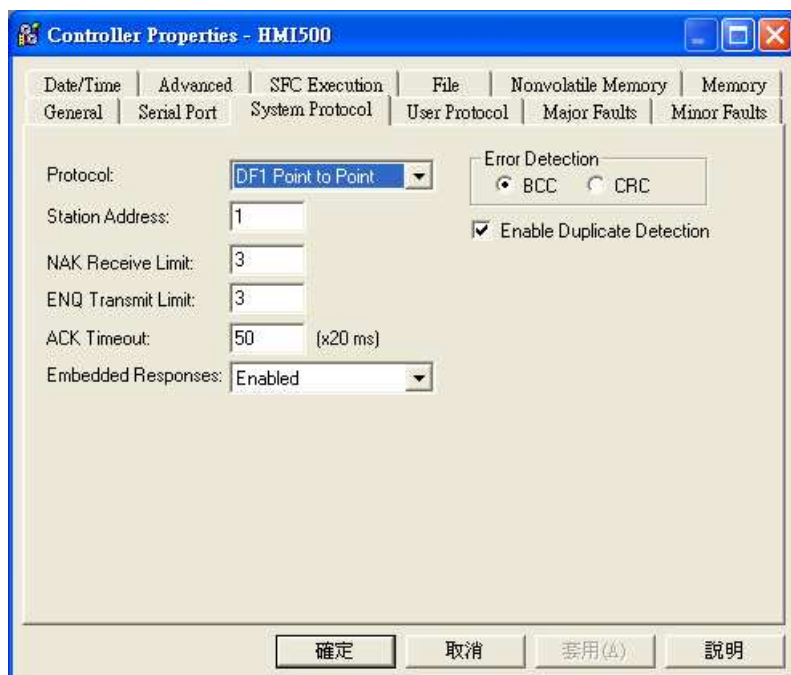 Controller Properties - HMI500
Date/Time Advanced SFC Execution File Nonvolatile Memory Memory
General Serial Port System Protocol User Protocol Major Faults Minor Faults
Protocol: DF1 Point to Point
Error Detection
BCC CRC
Station Address: 1
Enable Duplicate Detection
NAK Receive Limit: 3
ENQ Transmit Limit: 3
ACK Timeout: 50 (x20 ms)
Embedded Responses: Enabled
確定 取消 套用(A) 説明